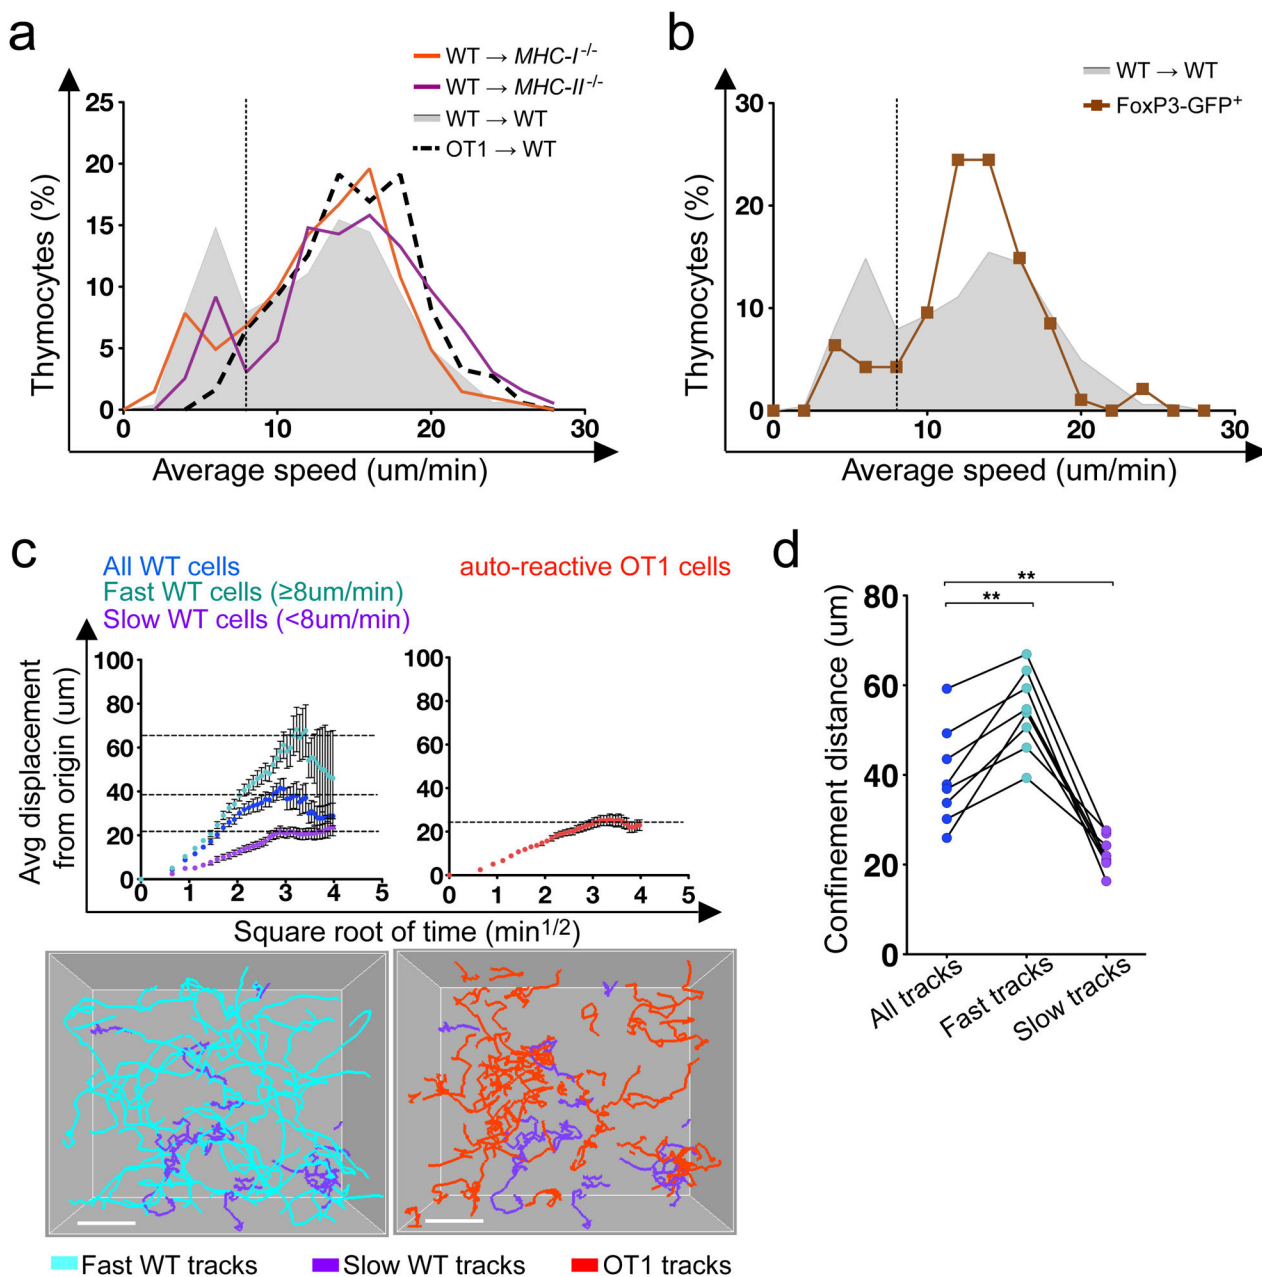 a
WT → MHC-I-/-
WT → MHC-II-/-
WT → WT
OT1 → WT
25
20
15
10
5
0
0 10 20 30
Thymocytes (%)
Average speed (um/min)
b
WT → WT
FoxP3-GFP+
30
20
10
0
0 10 20 30
Thymocytes (%)
Average speed (um/min)
c
All WT cells
Fast WT cells (≥8um/min)
Slow WT cells (<8um/min)
auto-reactive OT1 cells
Avg displacement
from origin (um)
100
80
60
40
20
0
0 1 2 3 4 5
100
80
60
40
20
0
0 1 2 3 4 5
Square root of time (min1/2)
Fast WT tracks
Slow WT tracks
OT1 tracks
d
**
**
80
60
40
20
0
Confinement distance (um)
All tracks
Fast tracks
Slow tracks